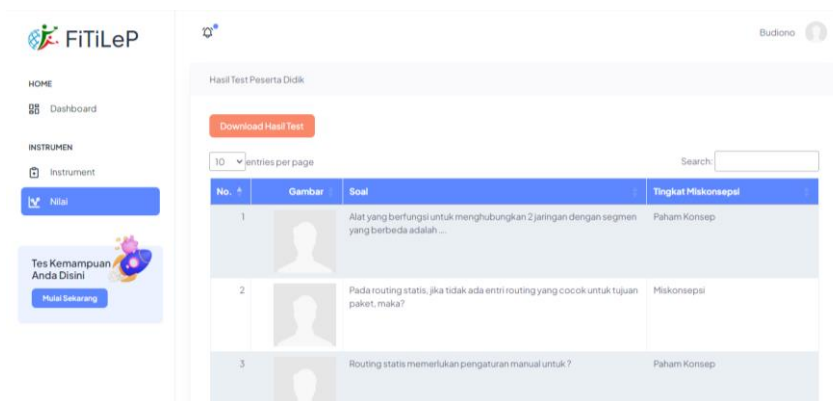 FiTiLeP
Budiono
HOME
Dashboard
INSTRUMEN
Instrument
Nilai
Tes Kemampuan
Anda Disini
Mulai Sekarang
Hasil Test Peserta Didik
Download Hasil Test
10 entries per page
Search:
No. Gambar Soal Tingkat Miskonsepsi
1 Alat yang berfungsi untuk menghubungkan 2 jaringan dengan segmen Paham Konsep
yang berbeda adalah ...
2 Pada routing statis, jika tidak ada entri routing yang cocok untuk tujuan Miskonsepsi
paket, maka?
3 Routing statis memerlukan pengaturan manual untuk ? Paham Konsep